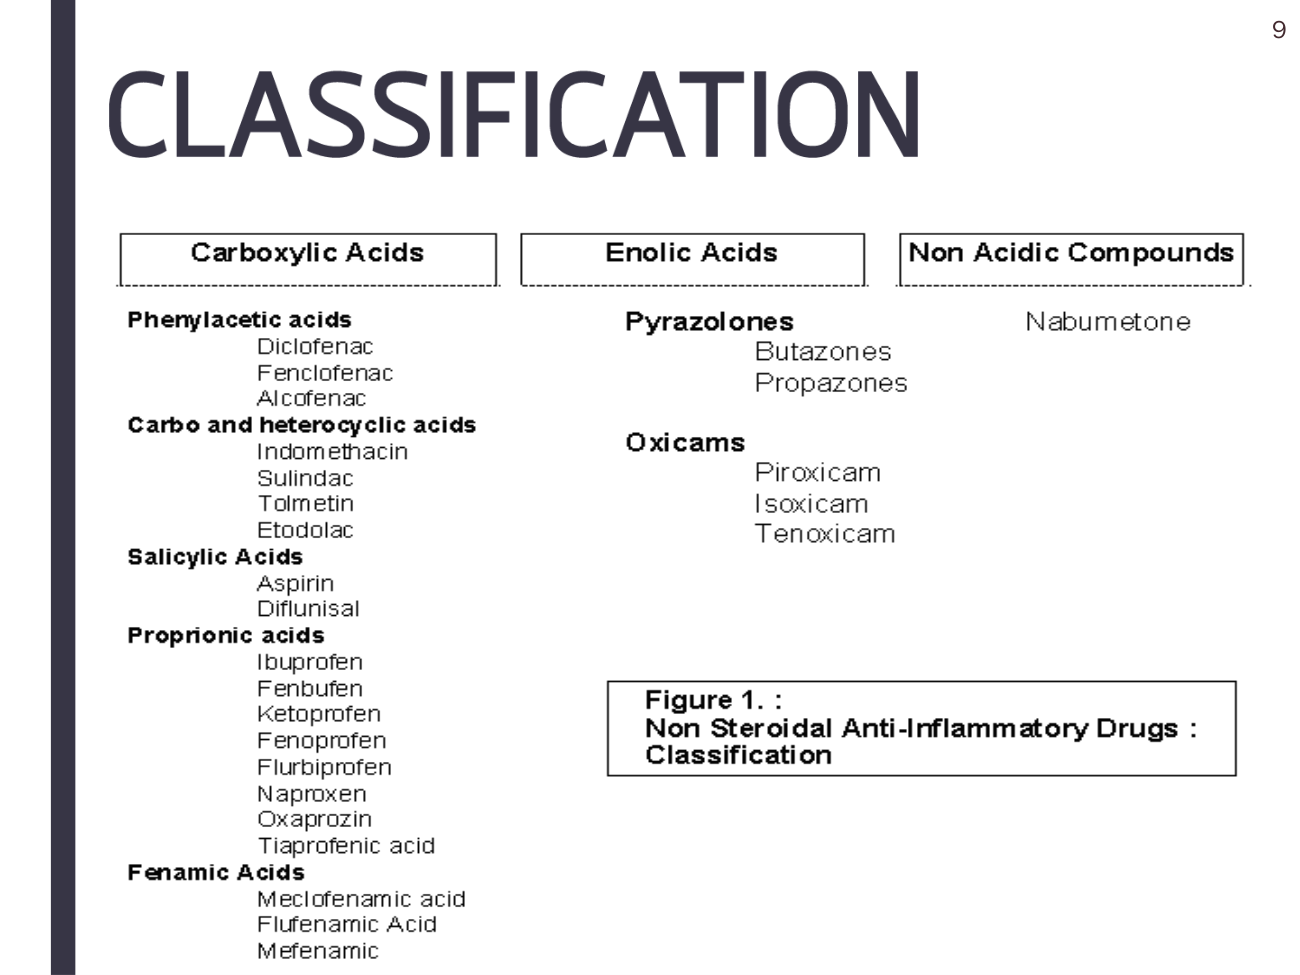 9
CLASSIFICATION
Carboxylic Acids
Phenylacetic acids
Diclofenac
Fenclofenac
Alcofenac
Carbo and heterocyclic acids
Indomethacin
Sulindac
Tolmetin
Etodolac
Salicylic Acids
Aspirin
Diflunisal
Proprionic acids
Ibuprofen
Fenbufen
Ketoprofen
Fenoprofen
Flurbiprofen
Naproxen
Oxaprozin
Tiaprofenic acid
Fenamic Acids
Meclofenamic acid
Flufenamic Acid
Mefenamic
Enolic Acids
Pyrazolones
Butazones
Propazones
Oxicams
Piroxicam
Isoxicam
Tenoxicam
Non Acidic Compounds
Nabumetone
Figure 1. :
Non Steroidal Anti-Inflammatory Drugs :
Classification